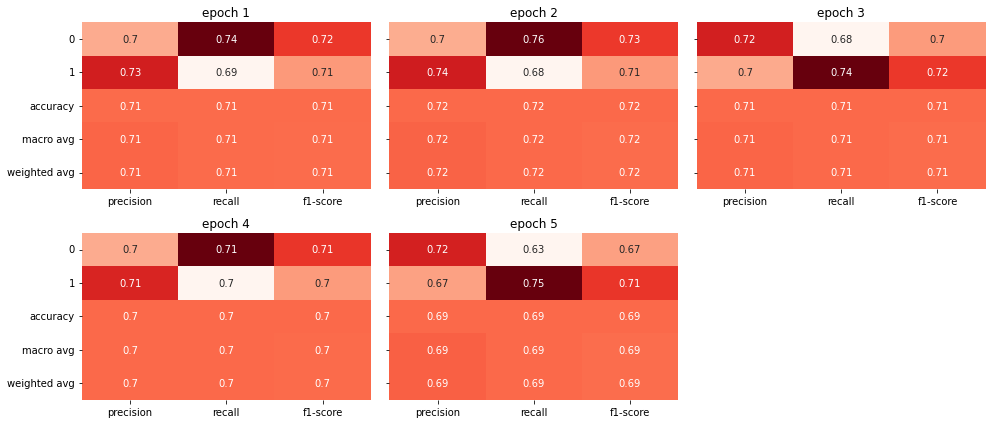 epoch 1 epoch 2 epoch 3
0 0.7 0.74 0.72 0.7 0.76 0.73 0.72 0.68 0.7
1 0.73 0.69 0.71 0.74 0.68 0.71 0.7 0.74 0.72
accuracy 0.71 0.71 0.71 0.72 0.72 0.72 0.71 0.71 0.71
macro avg 0.71 0.71 0.71 0.72 0.72 0.72 0.71 0.71 0.71
weighted avg 0.71 0.71 0.71 0.72 0.72 0.72 0.71 0.71 0.71
precision recall f1-score precision recall f1-score precision recall f1-score
epoch 4 epoch 5
0 0.7 0.71 0.71 0.72 0.63 0.67
1 0.71 0.7 0.7 0.67 0.75 0.71
accuracy 0.7 0.7 0.7 0.69 0.69 0.69
macro avg 0.7 0.7 0.7 0.69 0.69 0.69
weighted avg 0.7 0.7 0.7 0.69 0.69 0.69
precision recall f1-score precision recall f1-score